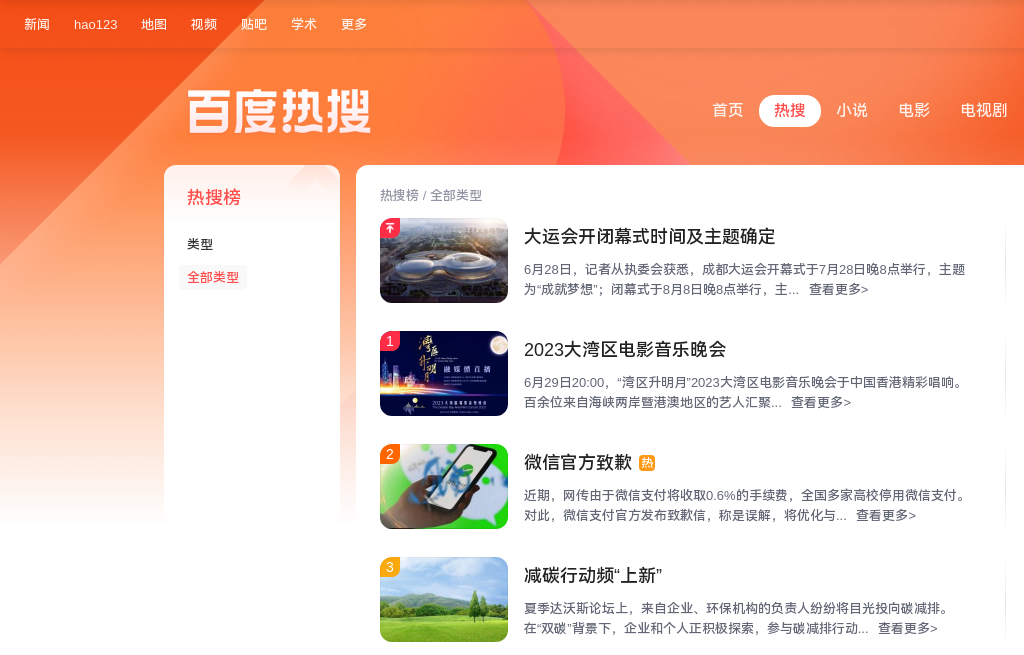 新闻 hao123 地图 视频 贴吧 学术 更多
百度热搜
首页 热搜 小说 电影 电视剧
热搜榜
类型
全部类型
热搜榜 / 全部类型
大运会开闭幕式时间及主题确定
6月28日，记者从执委会获悉，成都大运会开幕式于7月28日晚8点举行，主题
为“成就梦想”；闭幕式于8月8日晚8点举行，主... 查看更多>
1
湾区升明月
融媒体直播
2023大湾区电影音乐晚会
6月29日20:00，“湾区升明月”2023大湾区电影音乐晚会于中国香港精彩唱响。
百余位来自海峡两岸暨港澳地区的艺人汇聚... 查看更多>
2
微信官方致歉 热
近期，网传由于微信支付将收取0.6%的手续费，全国多家高校停用微信支付。
对此，微信支付官方发布致歉信，称是误解，将优化与... 查看更多>
3
减碳行动频“上新”
夏季达沃斯论坛上，来自企业、环保机构的负责人纷纷将目光投向碳减排。
在“双碳”背景下，企业和个人正积极探索，参与碳减排行动... 查看更多>